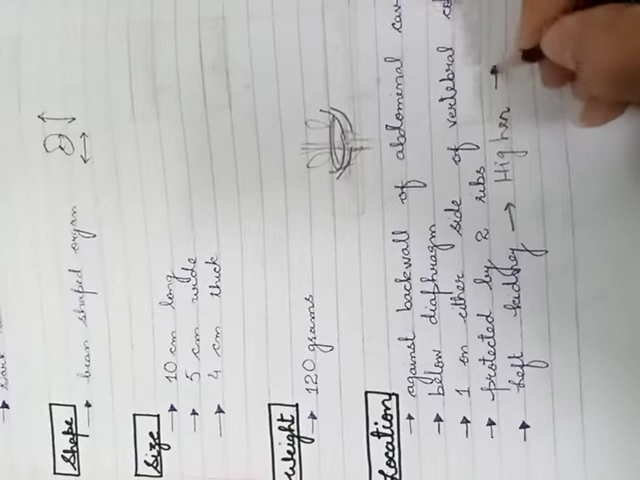 Shape
→ bean shaped organ
Size
→ 10 cm long
→ 5 cm wide
→ 4 cm thick
Weight
→ 120 grams
Location
→ against backwall of abdomenal cav
→ below diaphragm
→ 1 on either side of vertebral
→ protected by 2 ribs
→ Left kidney → Higher →